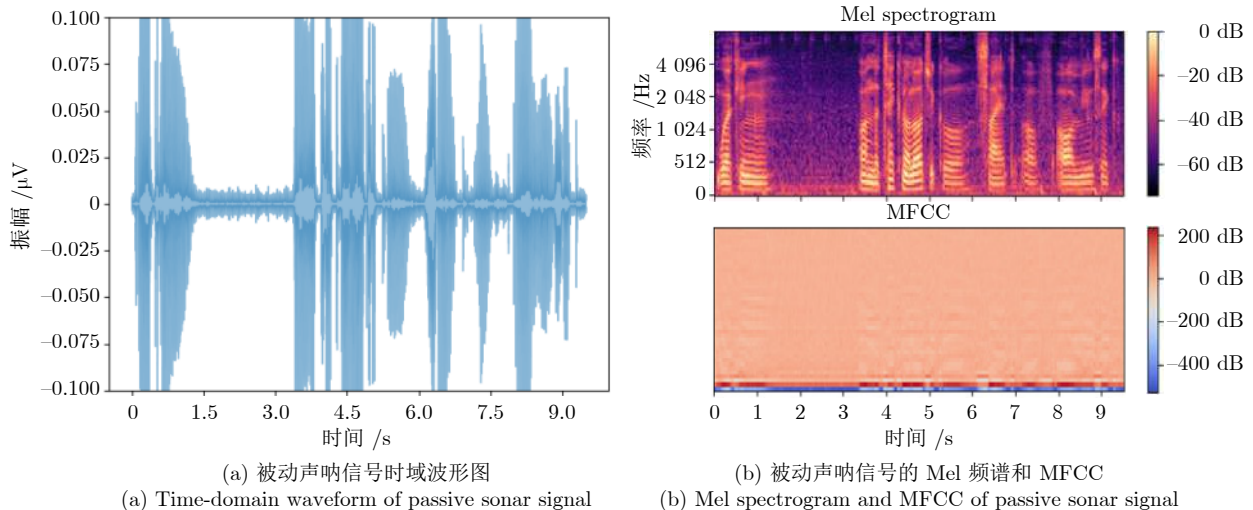 0.100
0.075
0.050
0.025
0
–0.025
–0.050
–0.075
–0.100
振幅 /μV
0 1.5 3.0 4.5 6.0 7.5 9.0
时间 /s
(a) 被动声呐信号时域波形图
(a) Time-domain waveform of passive sonar signal
Mel spectrogram
4 096
2 048
1 024
512
0
频率 /Hz
0 dB
–20 dB
–40 dB
–60 dB
MFCC
200 dB
0 dB
–200 dB
–400 dB
0 1 2 3 4 5 6 7 8 9
时间 /s
(b) 被动声呐信号的 Mel 频谱和 MFCC
(b) Mel spectrogram and MFCC of passive sonar signal